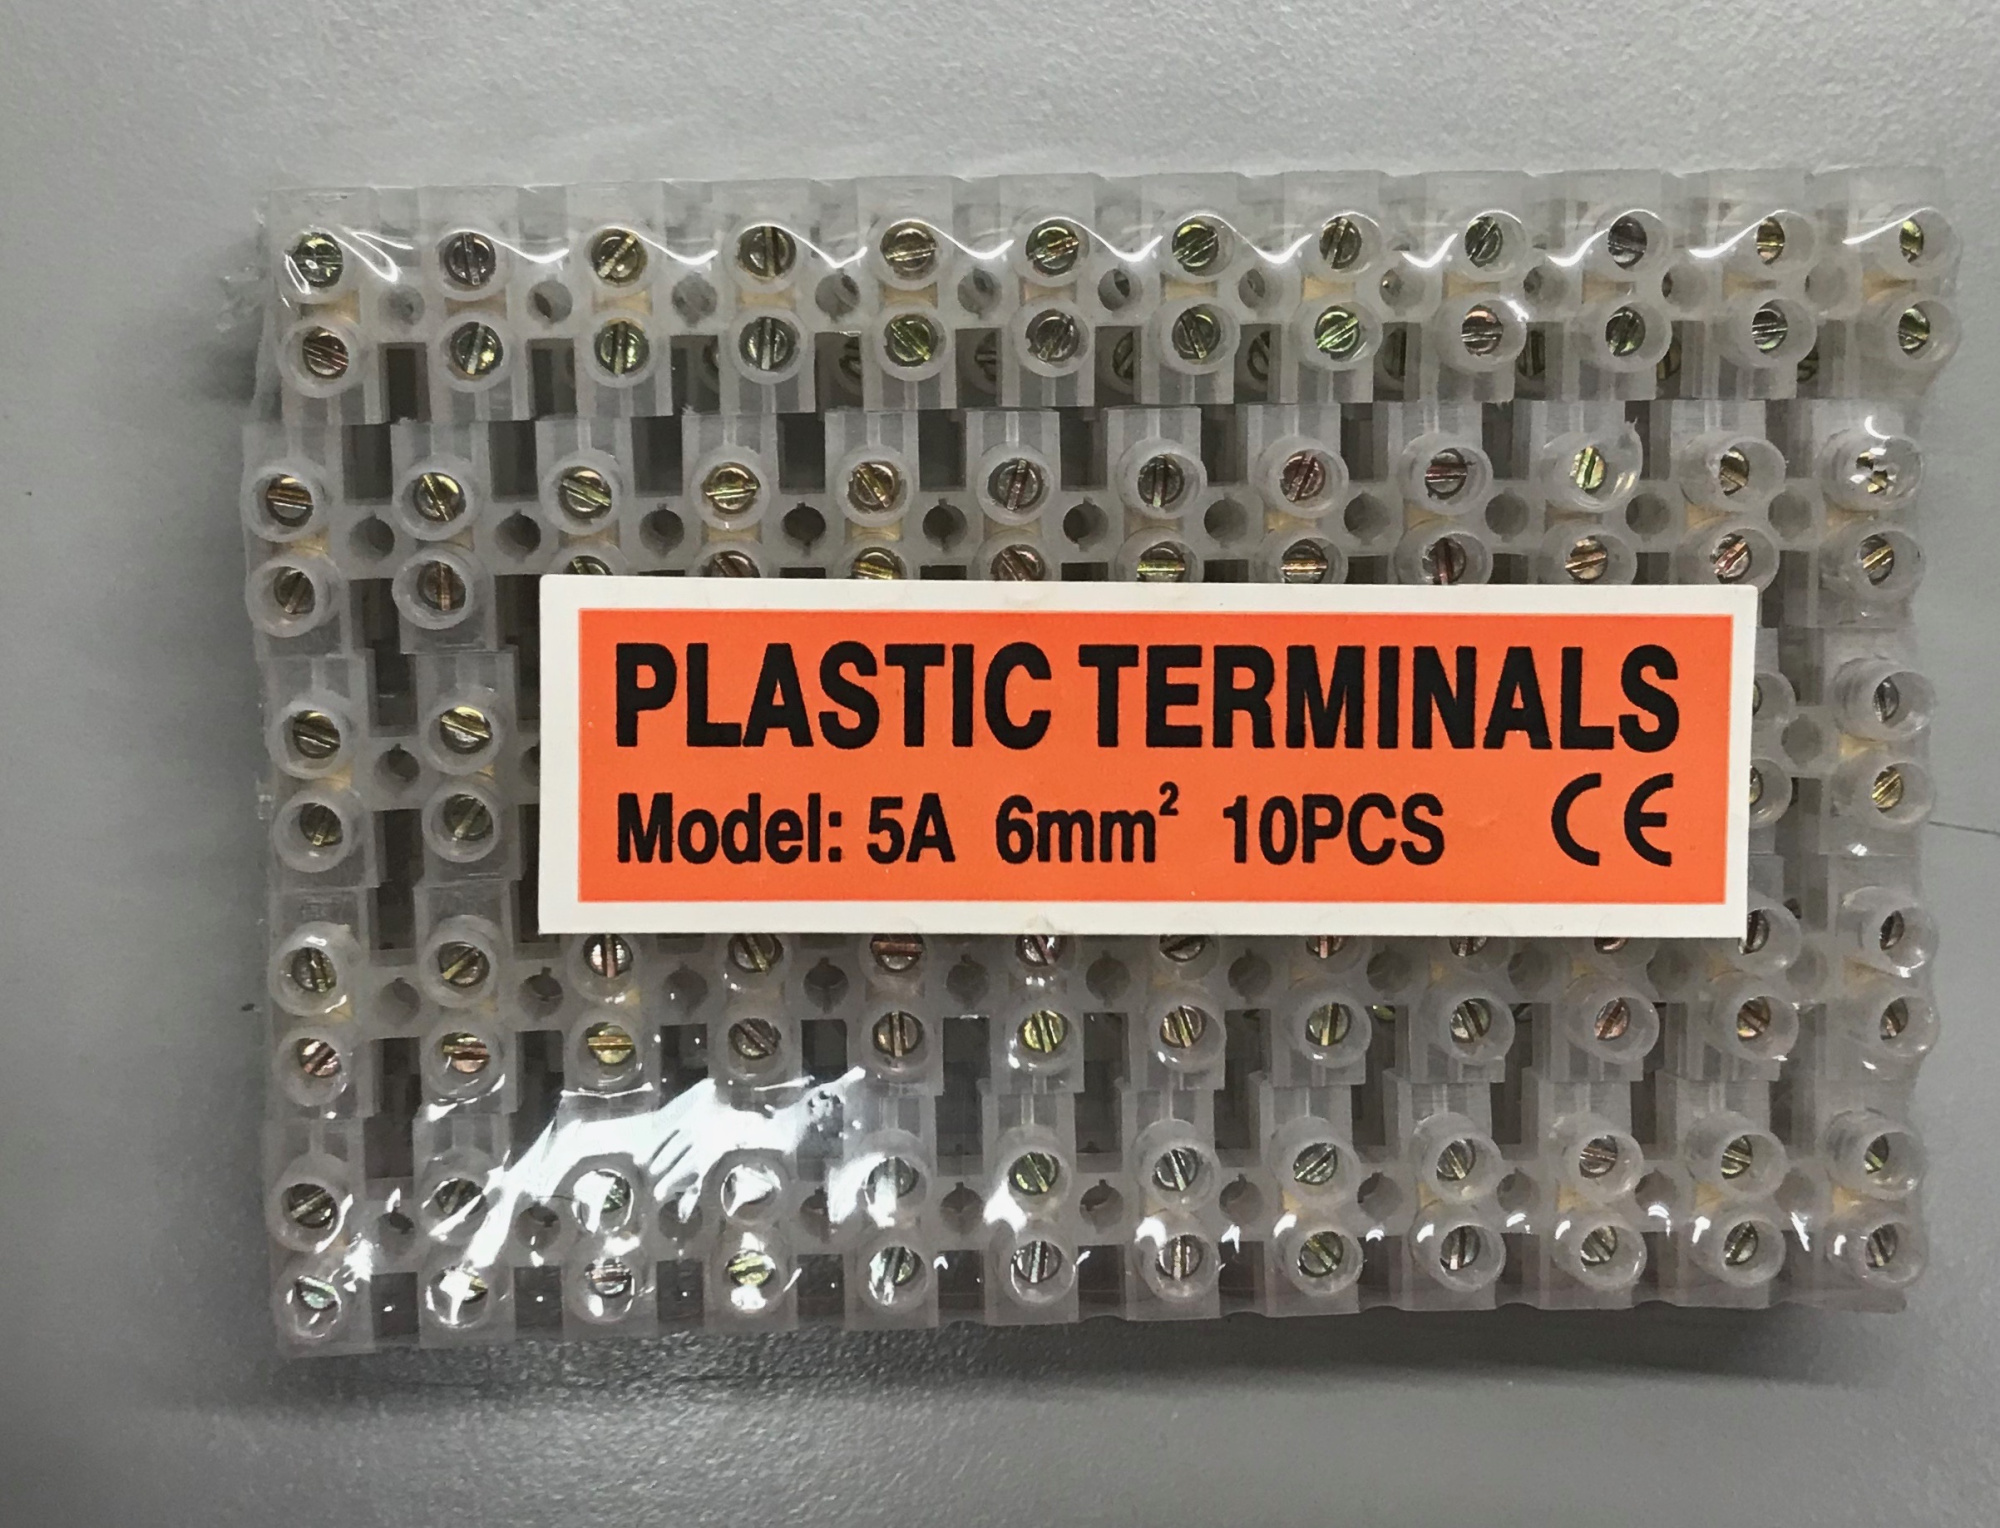 PLASTIC TERMINALS
Model: 5A 6mm² 10PCS CE